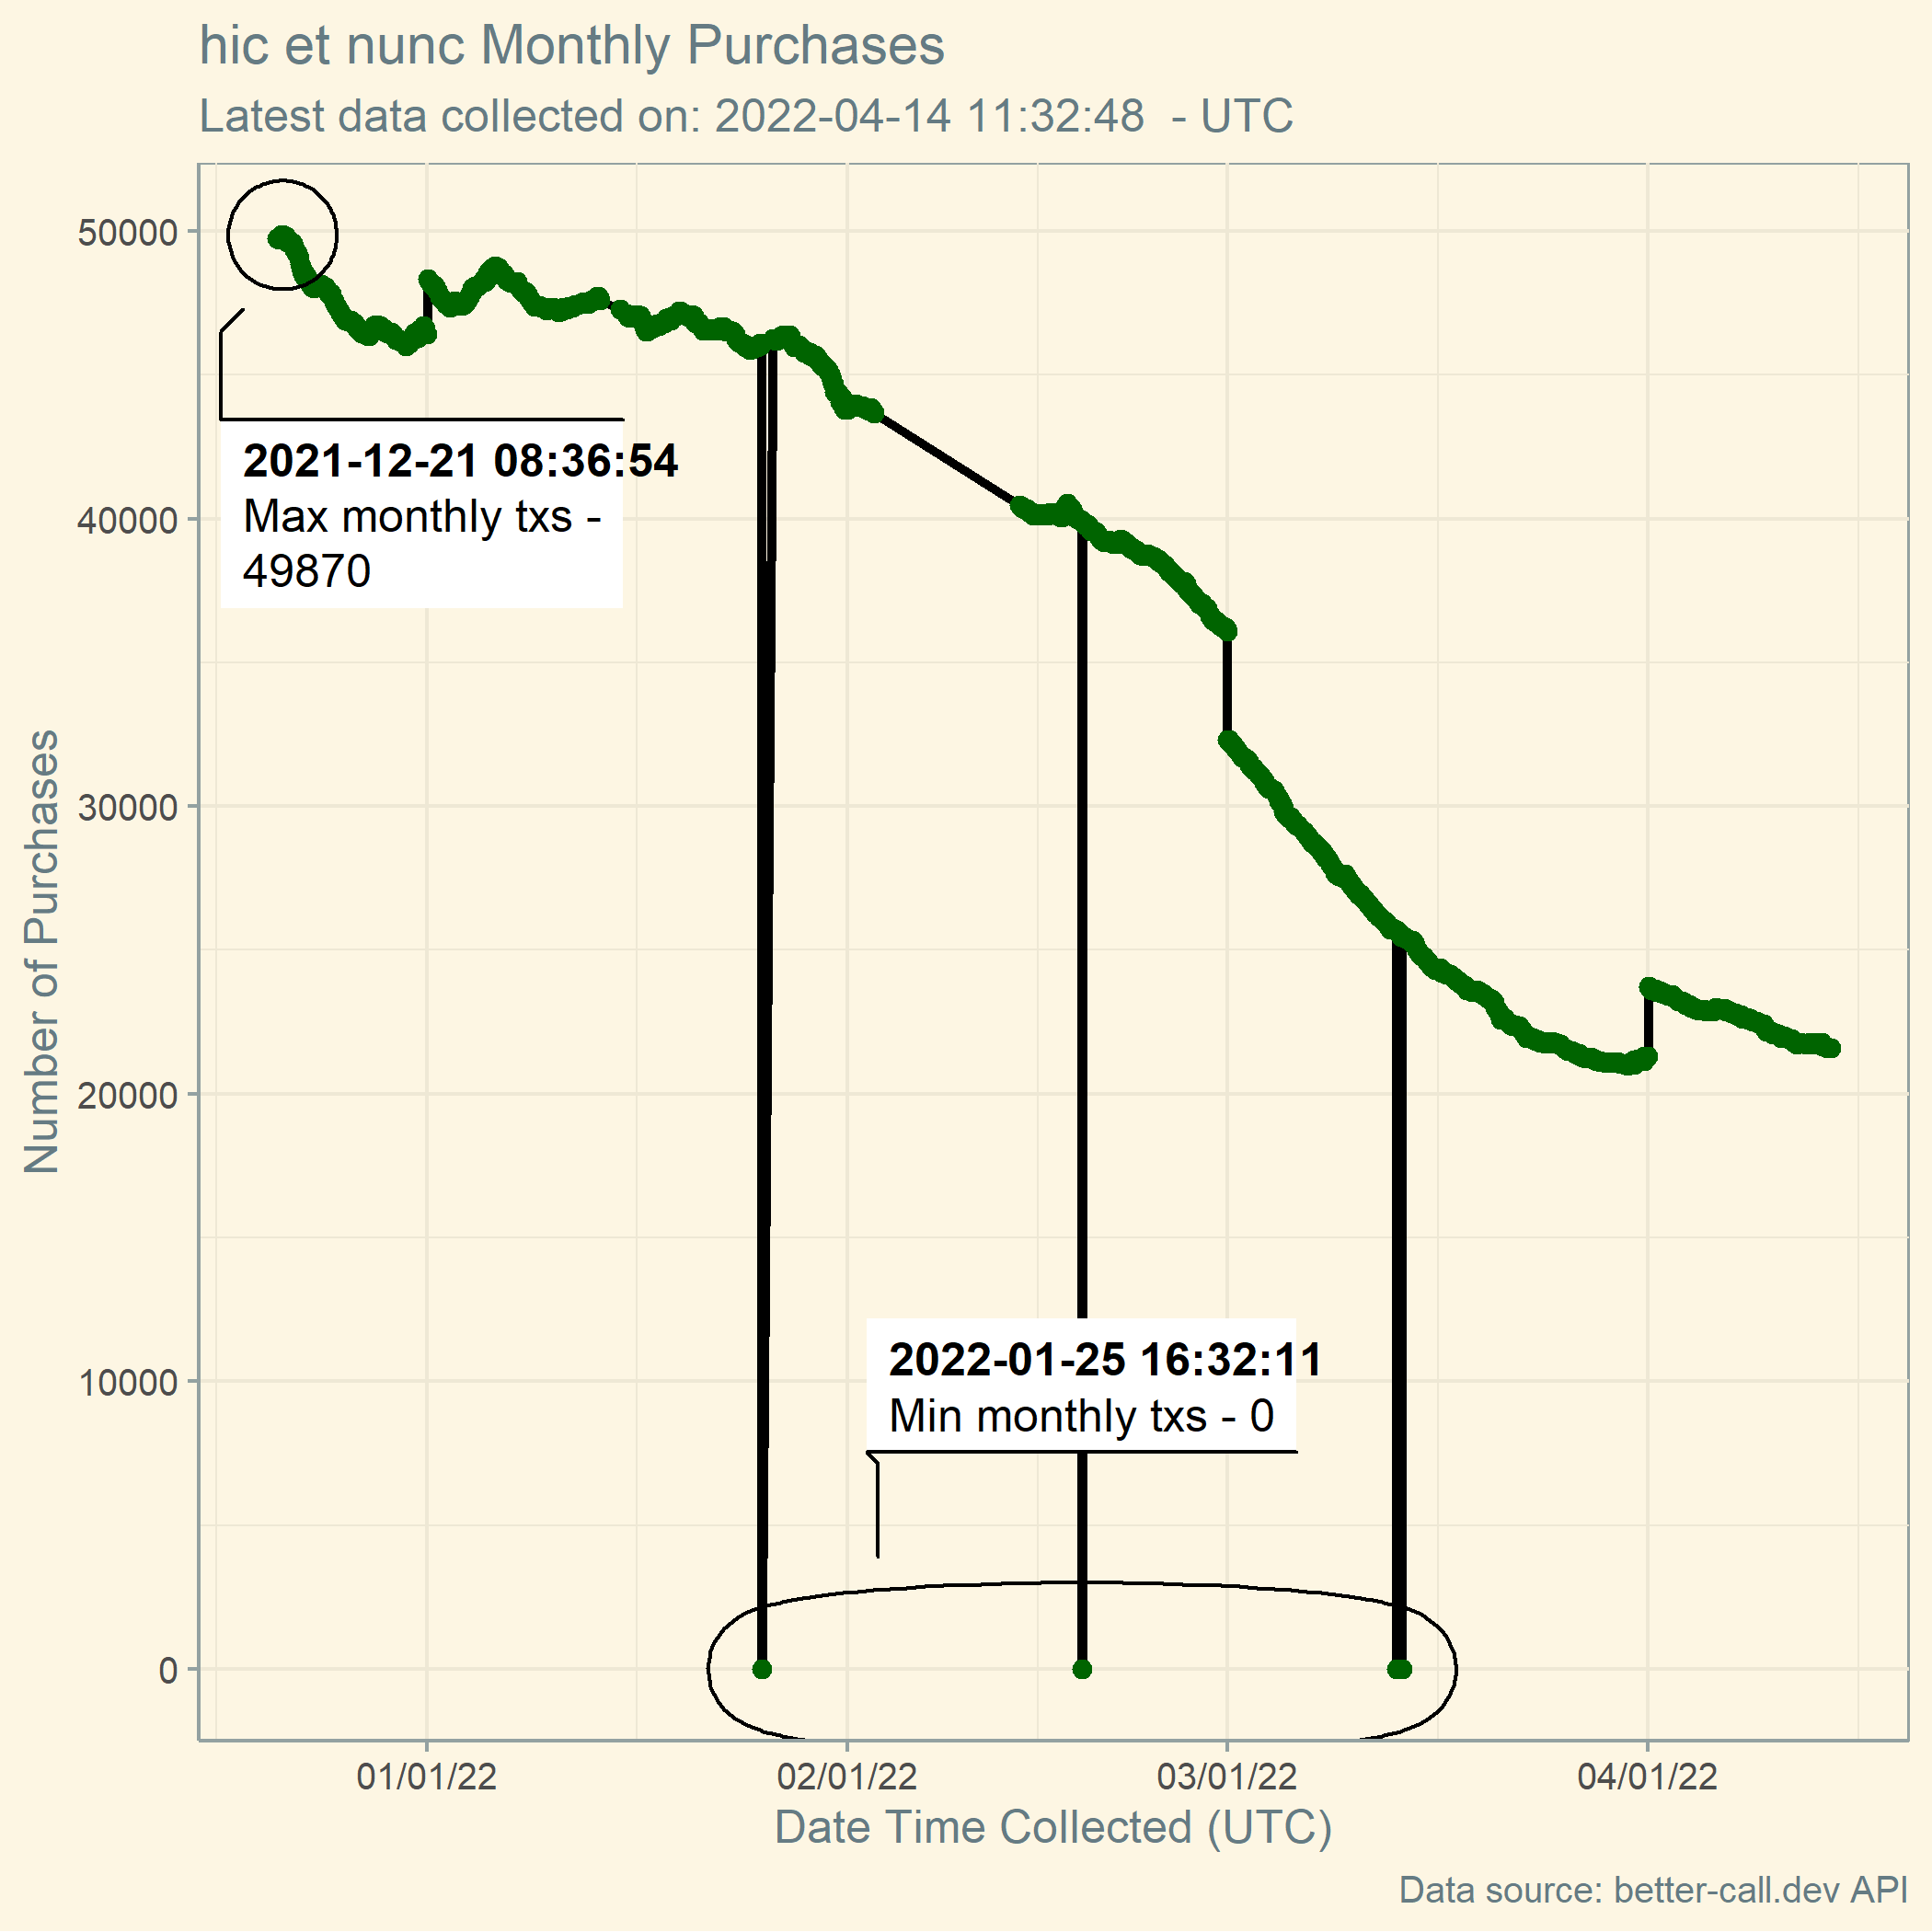 hic et nunc Monthly Purchases
Latest data collected on: 2022-04-14 11:32:48  - UTC
Number of Purchases
50000
40000
30000
20000
10000
0
2021-12-21 08:36:54
Max monthly txs -
49870
2022-01-25 16:32:11
Min monthly txs - 0
01/01/22
02/01/22
03/01/22
04/01/22
Date Time Collected (UTC)
Data source: better-call.dev API